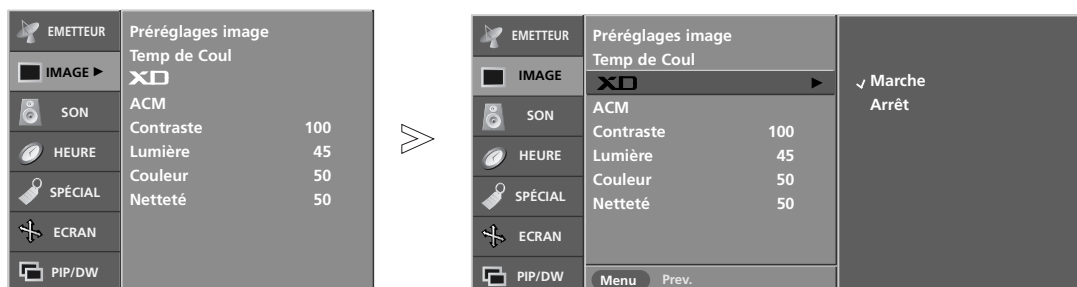 EMETTEUR
IMAGE ►
SON
HEURE
SPÉCIAL
ECRAN
PIP/DW
Préréglages image
Temp de Coul
XD
ACM
Contraste 100
Lumière 45
Couleur 50
Netteté 50
EMETTEUR
IMAGE
SON
HEURE
SPÉCIAL
ECRAN
PIP/DW
Préréglages image
Temp de Coul
XD ►
ACM
Contraste 100
Lumière 45
Couleur 50
Netteté 50
Menu Prev.
✓ Marche
Arrêt